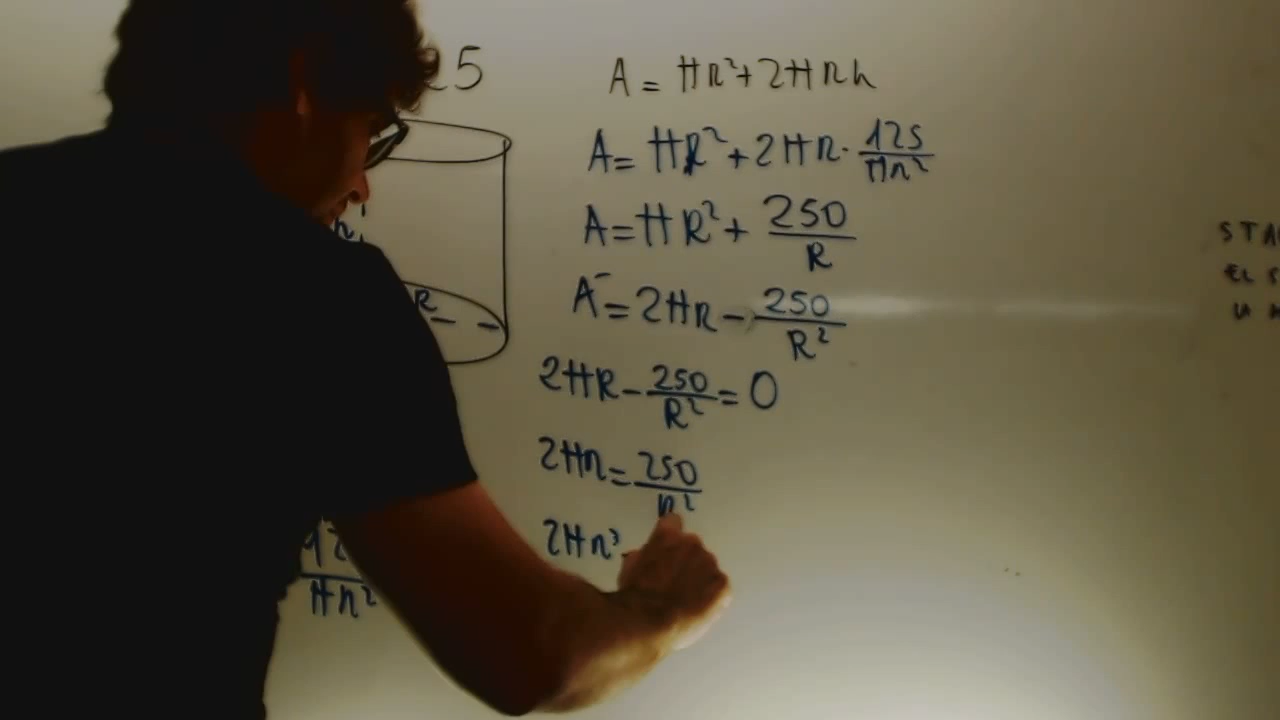 25
A = πR²+2πRh
A = πR²+2πR·125/πR²
A=πR²+ 250/R
A'=2πR-250/R²
2πR-250/R²=0
2πR=250/R²
2πR³
h
R
πR²